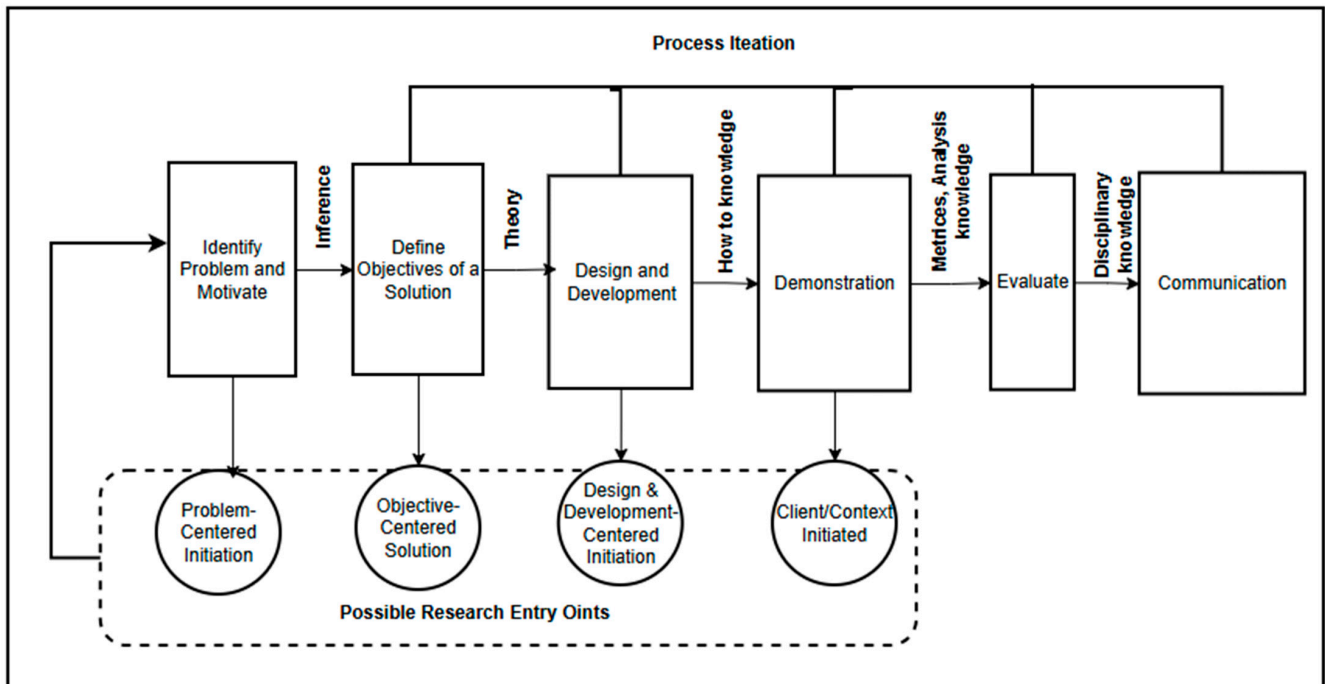 Process Iteation
Identify
Problem and
Motivate
Inference
Define
Objectives of a
Solution
Theory
Design and
Development
How to knowledge
Demonstration
Metrices, Analysis
knowledge
Evaluate
Disciplinary
knowledge
Communication
Problem-
Centered
Initiation
Objective-
Centered
Solution
Design &
Development-
Centered
Initiation
Client/Context
Initiated
Possible Research Entry Oints